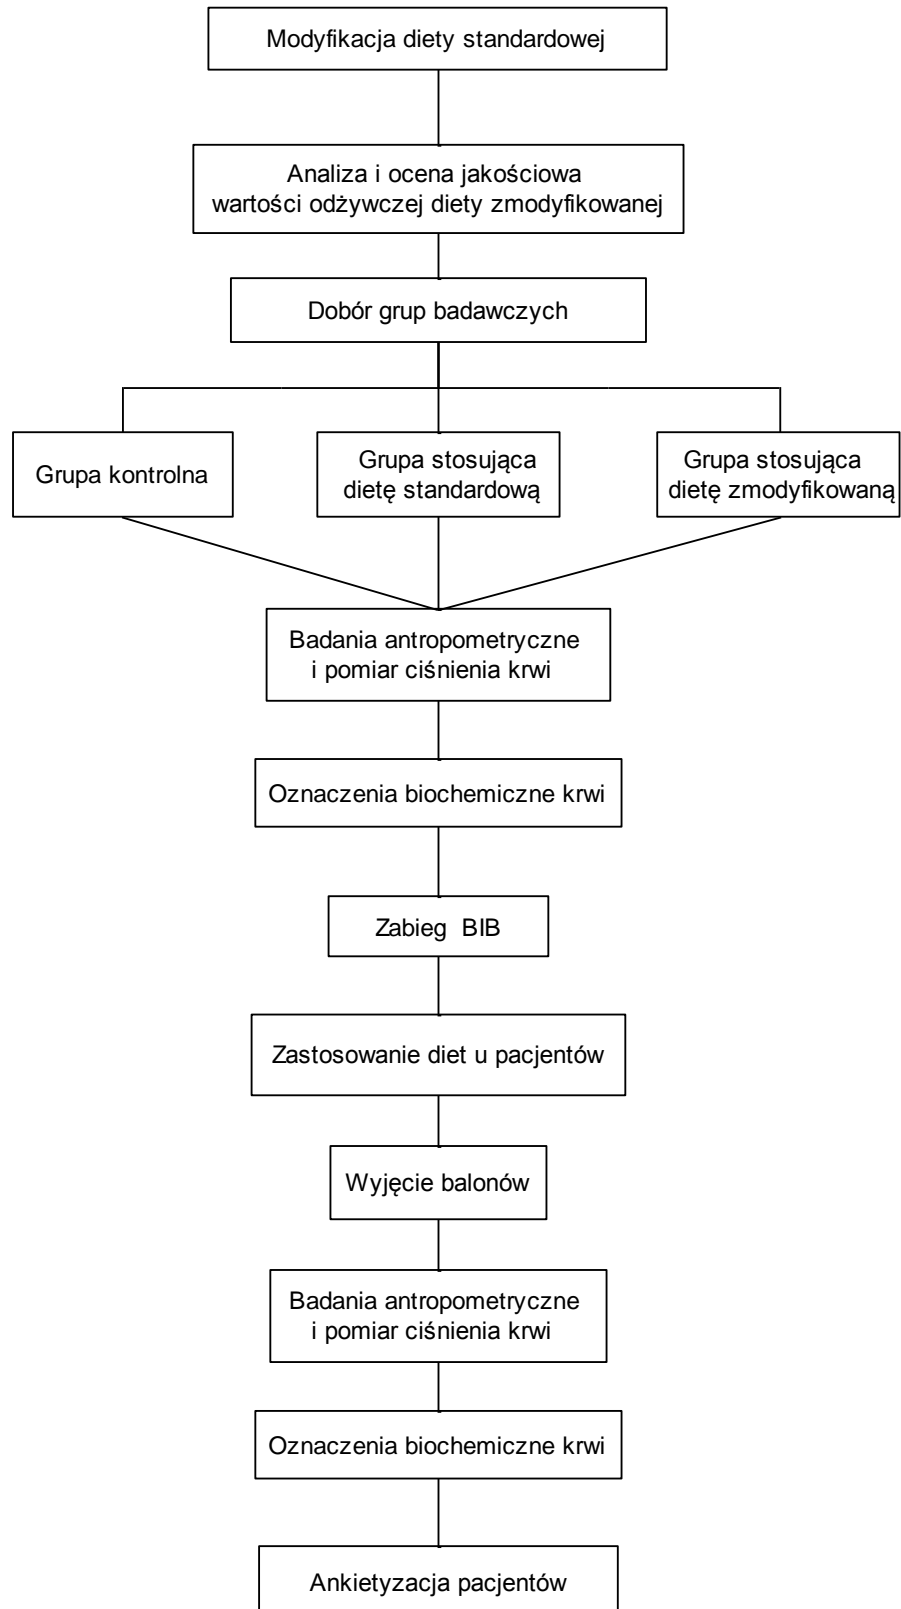 Modyfikacja diety standardowej
Analiza i ocena jakościowa
wartości odżywczej diety zmodyfikowanej
Dobór grup badawczych
Grupa kontrolna
Grupa stosująca
dietę standardową
Grupa stosująca
dietę zmodyfikowaną
Badania antropometryczne
i pomiar ciśnienia krwi
Oznaczenia biochemiczne krwi
Zabieg BIB
Zastosowanie diet u pacjentów
Wyjęcie balonów
Badania antropometryczne
i pomiar ciśnienia krwi
Oznaczenia biochemiczne krwi
Ankietyzacja pacjentów